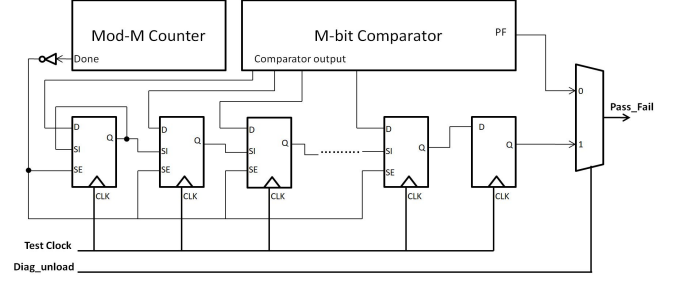 Mod-M Counter
M-bit Comparator
PF
Done
Comparator output
0
Pass_Fail
1
D
Q
SI
SE
CLK
D
Q
SI
SE
CLK
D
Q
SI
SE
CLK
D
Q
SI
SE
CLK
D
Q
CLK
Test Clock
Diag_unload